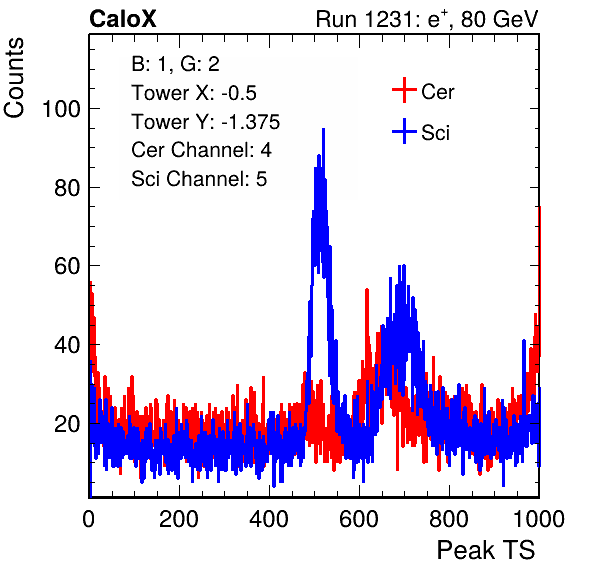 CaloX Run 1231: e⁺, 80 GeV
Counts
B: 1, G: 2
Tower X: -0.5
Tower Y: -1.375
Cer Channel: 4
Sci Channel: 5
Cer
Sci
100
80
60
40
20
0 200 400 600 800 1000
Peak TS